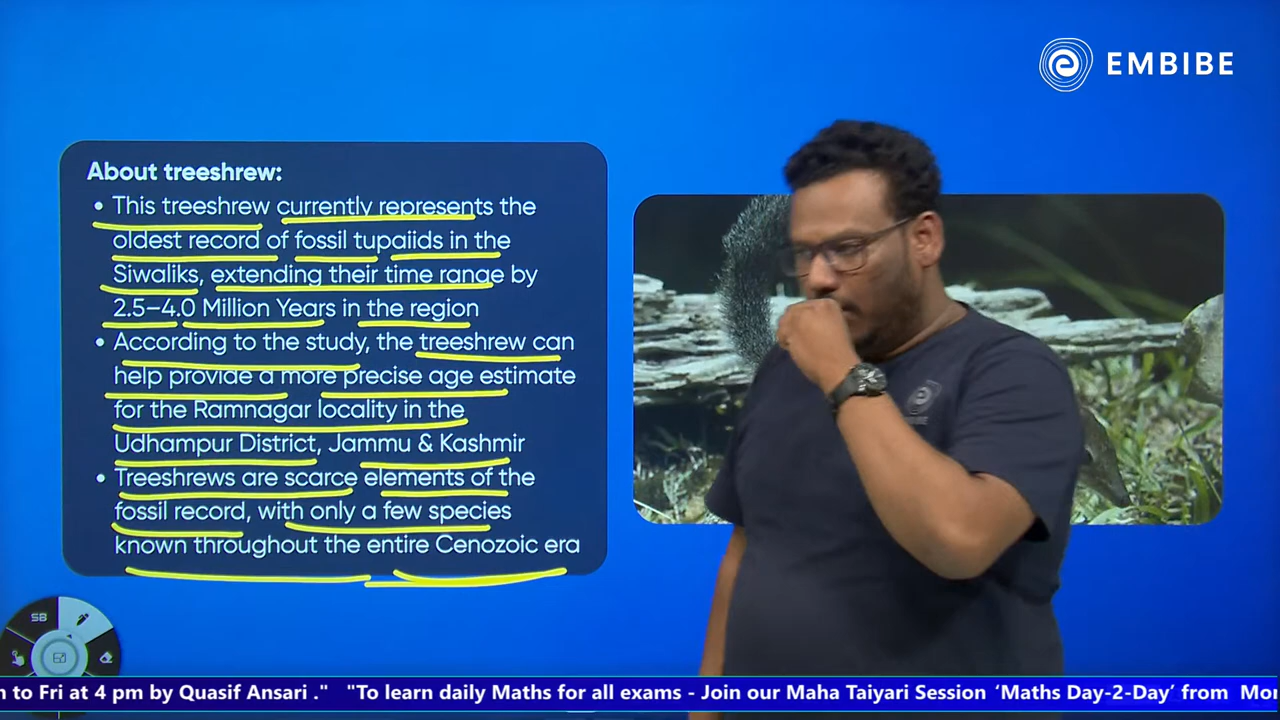 EMBIBE
About treeshrew:
• This treeshrew currently represents the
oldest record of fossil tupaiids in the
Siwaliks, extending their time range by
2.5–4.0 Million Years in the region
• According to the study, the treeshrew can
help provide a more precise age estimate
for the Ramnagar locality in the
Udhampur District, Jammu & Kashmir
• Treeshrews are scarce elements of the
fossil record, with only a few species
known throughout the entire Cenozoic era
SB
to Fri at 4 pm by Quasif Ansari ." "To learn daily Maths for all exams - Join our Maha Taiyari Session ‘Maths Day-2-Day’ from